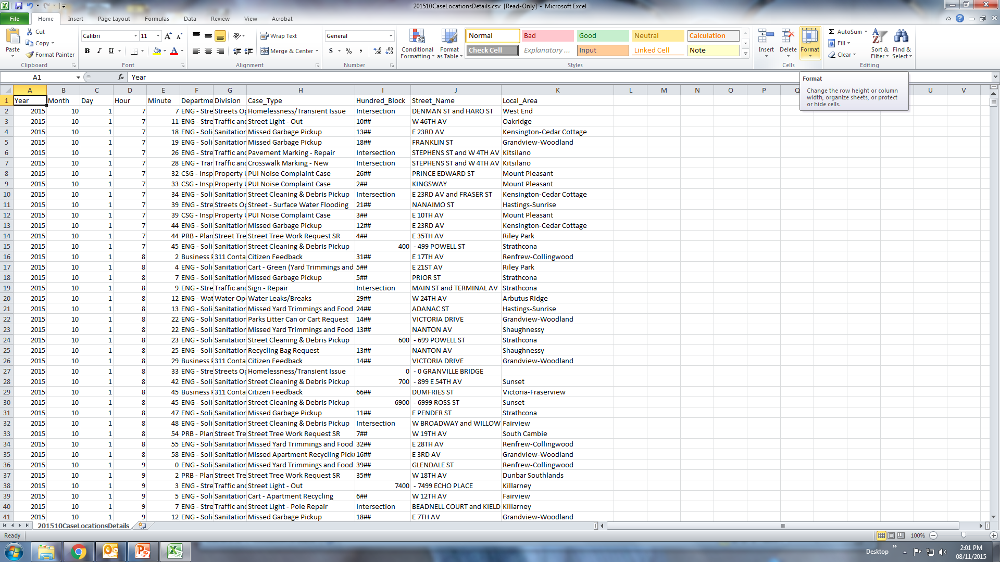 201510CaseLocationsDetails.csv [Read-Only] - Microsoft Excel
File Home Insert Page Layout Formulas Data Review View Acrobat
Paste Cut Copy Format Painter Clipboard
Calibri 11 B I U Font
Wrap Text Merge & Center Alignment
General $ % , Number
Conditional Formatting Format as Table
Normal Bad Good Neutral Calculation
Check Cell Explanatory ... Input Linked Cell Note
Styles
Insert Delete Format Cells
AutoSum Fill Clear Sort & Filter Find & Select Editing
A1 fx Year
Format
Change the row height or column
width, organize sheets, or protect
or hide cells.
A B C D E F G H I J K L M N O P Q U V
1 Year Month Day Hour Minute Departme Division Case_Type Hundred_Block Street_Name Local_Area
2 2015 10 1 7 7 ENG - Stre Streets Op Homelessness/Transient Issue Intersection DENMAN ST and HARO ST West End
3 2015 10 1 7 11 ENG - Stre Traffic and Street Light - Out 10## W 46TH AV Oakridge
4 2015 10 1 7 18 ENG - Soli Sanitation Missed Garbage Pickup 13## E 23RD AV Kensington-Cedar Cottage
5 2015 10 1 7 19 ENG - Soli Sanitation Missed Garbage Pickup 18## FRANKLIN ST Grandview-Woodland
6 2015 10 1 7 26 ENG - Stre Traffic and Pavement Marking - Repair Intersection STEPHENS ST and W 4TH AV Kitsilano
7 2015 10 1 7 28 ENG - Trar Traffic and Crosswalk Marking - New Intersection STEPHENS ST and W 4TH AV Kitsilano
8 2015 10 1 7 32 CSG - Insp Property U PUI Noise Complaint Case 26## PRINCE EDWARD ST Mount Pleasant
9 2015 10 1 7 33 CSG - Insp Property U PUI Noise Complaint Case 2## KINGSWAY Mount Pleasant
10 2015 10 1 7 34 ENG - Soli Sanitation Street Cleaning & Debris Pickup Intersection E 23RD AV and FRASER ST Kensington-Cedar Cottage
11 2015 10 1 7 39 ENG - Stre Streets Op Street - Surface Water Flooding 21## NANAIMO ST Hastings-Sunrise
12 2015 10 1 7 39 CSG - Insp Property U PUI Noise Complaint Case 3## E 10TH AV Mount Pleasant
13 2015 10 1 7 44 ENG - Soli Sanitation Missed Garbage Pickup 12## E 23RD AV Kensington-Cedar Cottage
14 2015 10 1 7 44 PRB - Plan Street Tre Street Tree Work Request SR 4## E 35TH AV Riley Park
15 2015 10 1 7 45 ENG - Soli Sanitation Street Cleaning & Debris Pickup 400 - 499 POWELL ST Strathcona
16 2015 10 1 8 2 Business P 311 Conta Citizen Feedback 31## E 17TH AV Renfrew-Collingwood
17 2015 10 1 8 4 ENG - Soli Sanitation Cart - Green (Yard Trimmings and 5## E 21ST AV Riley Park
18 2015 10 1 8 7 ENG - Soli Sanitation Missed Garbage Pickup 5## PRIOR ST Strathcona
19 2015 10 1 8 9 ENG - Stre Traffic and Sign - Repair Intersection MAIN ST and TERMINAL AV Strathcona
20 2015 10 1 8 12 ENG - Wat Water Ope Water Leaks/Breaks 29## W 24TH AV Arbutus Ridge
21 2015 10 1 8 13 ENG - Soli Sanitation Missed Yard Trimmings and Food 24## ADANAC ST Hastings-Sunrise
22 2015 10 1 8 22 ENG - Soli Sanitation Parks Litter Can or Cart Request 14## VICTORIA DRIVE Grandview-Woodland
23 2015 10 1 8 22 ENG - Soli Sanitation Missed Yard Trimmings and Food 13## NANTON AV Shaughnessy
24 2015 10 1 8 23 ENG - Soli Sanitation Street Cleaning & Debris Pickup 600 - 699 POWELL ST Strathcona
25 2015 10 1 8 25 ENG - Soli Sanitation Recycling Bag Request 13## NANTON AV Shaughnessy
26 2015 10 1 8 29 Business P 311 Conta Citizen Feedback 14## VICTORIA DRIVE Grandview-Woodland
27 2015 10 1 8 33 ENG - Stre Streets Op Homelessness/Transient Issue 0 - 0 GRANVILLE BRIDGE
28 2015 10 1 8 42 ENG - Soli Sanitation Street Cleaning & Debris Pickup 700 - 899 E 54TH AV Sunset
29 2015 10 1 8 45 Business P 311 Conta Citizen Feedback 66## DUMFRIES ST Victoria-Fraserview
30 2015 10 1 8 45 ENG - Soli Sanitation Street Cleaning & Debris Pickup 6900 - 6999 ROSS ST Sunset
31 2015 10 1 8 47 ENG - Soli Sanitation Missed Garbage Pickup 11## E PENDER ST Strathcona
32 2015 10 1 8 48 ENG - Soli Sanitation Street Cleaning & Debris Pickup Intersection W BROADWAY and WILLOW Fairview
33 2015 10 1 8 54 PRB - Plan Street Tre Street Tree Work Request SR 7## W 19TH AV South Cambie
34 2015 10 1 8 55 ENG - Soli Sanitation Missed Yard Trimmings and Food 32## E 28TH AV Renfrew-Collingwood
35 2015 10 1 8 58 ENG - Soli Sanitation Missed Apartment Recycling Pick 16## E 3RD AV Grandview-Woodland
36 2015 10 1 9 0 ENG - Soli Sanitation Missed Yard Trimmings and Food 39## GLENDALE ST Renfrew-Collingwood
37 2015 10 1 9 2 PRB - Plan Street Tre Street Tree Work Request SR 35## W 18TH AV Dunbar Southlands
38 2015 10 1 9 3 ENG - Stre Traffic and Street Light - Out 7400 - 7499 ECHO PLACE Killarney
39 2015 10 1 9 5 ENG - Soli Sanitation Cart - Apartment Recycling 6## W 12TH AV Fairview
40 2015 10 1 9 7 ENG - Stre Traffic and Street Light - Pole Repair Intersection BEADNELL COURT and KIELD Killarney
41 2015 10 1 9 12 ENG - Soli Sanitation Missed Garbage Pickup 18## E 7TH AV Grandview-Woodland
201510CaseLocationsDetails
Ready 100%
Desktop 2:01 PM
08/11/2015